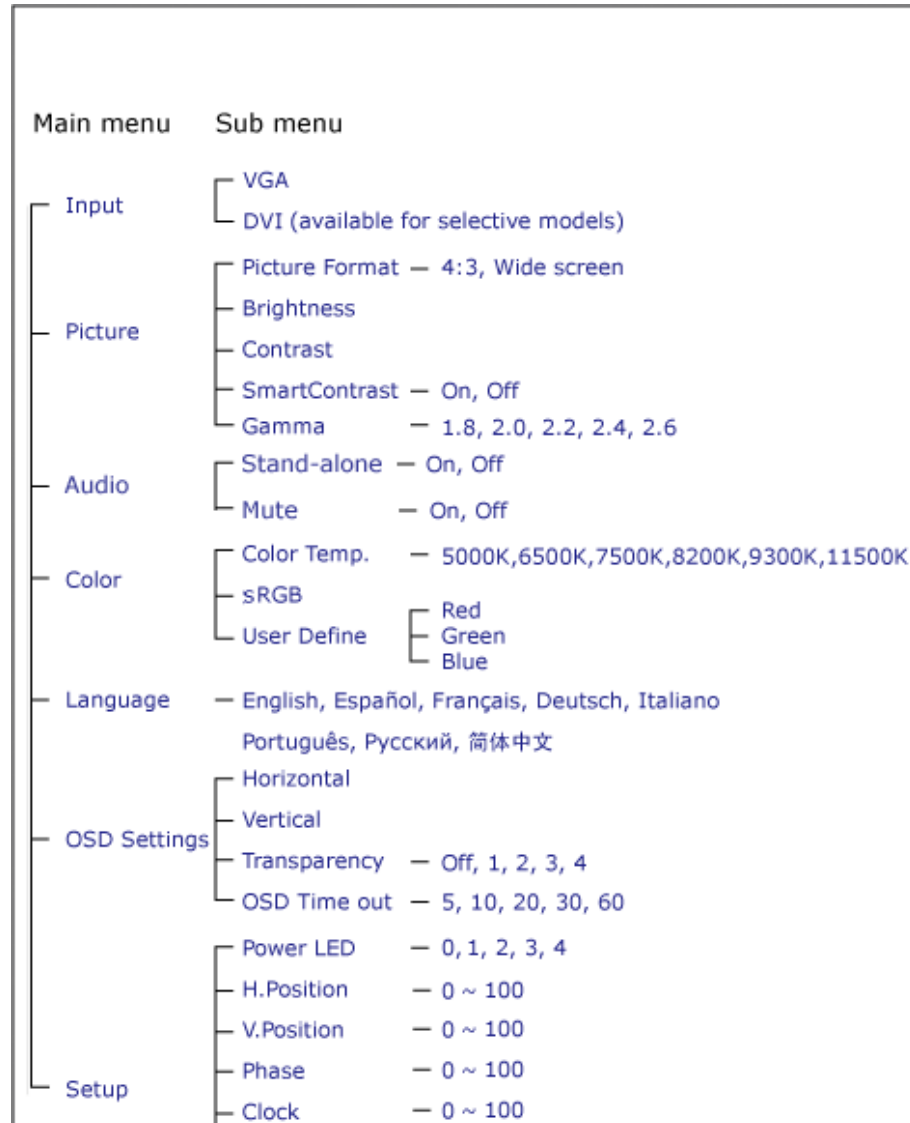 Main menu Sub menu
VGA
Input
DVI (available for selective models)
Picture Format — 4:3, Wide screen
Brightness
Picture
Contrast
SmartContrast — On, Off
Gamma — 1.8, 2.0, 2.2, 2.4, 2.6
Stand-alone — On, Off
Audio
Mute — On, Off
Color Temp. — 5000K,6500K,7500K,8200K,9300K,11500K
Color
sRGB
Red
User Define Green
Blue
Language — English, Español, Français, Deutsch, Italiano
Português, Русский, 简体中文
Horizontal
Vertical
OSD Settings
Transparency — Off, 1, 2, 3, 4
OSD Time out — 5, 10, 20, 30, 60
Power LED — 0, 1, 2, 3, 4
H.Position — 0 ~ 100
V.Position — 0 ~ 100
Phase — 0 ~ 100
Setup
Clock — 0 ~ 100